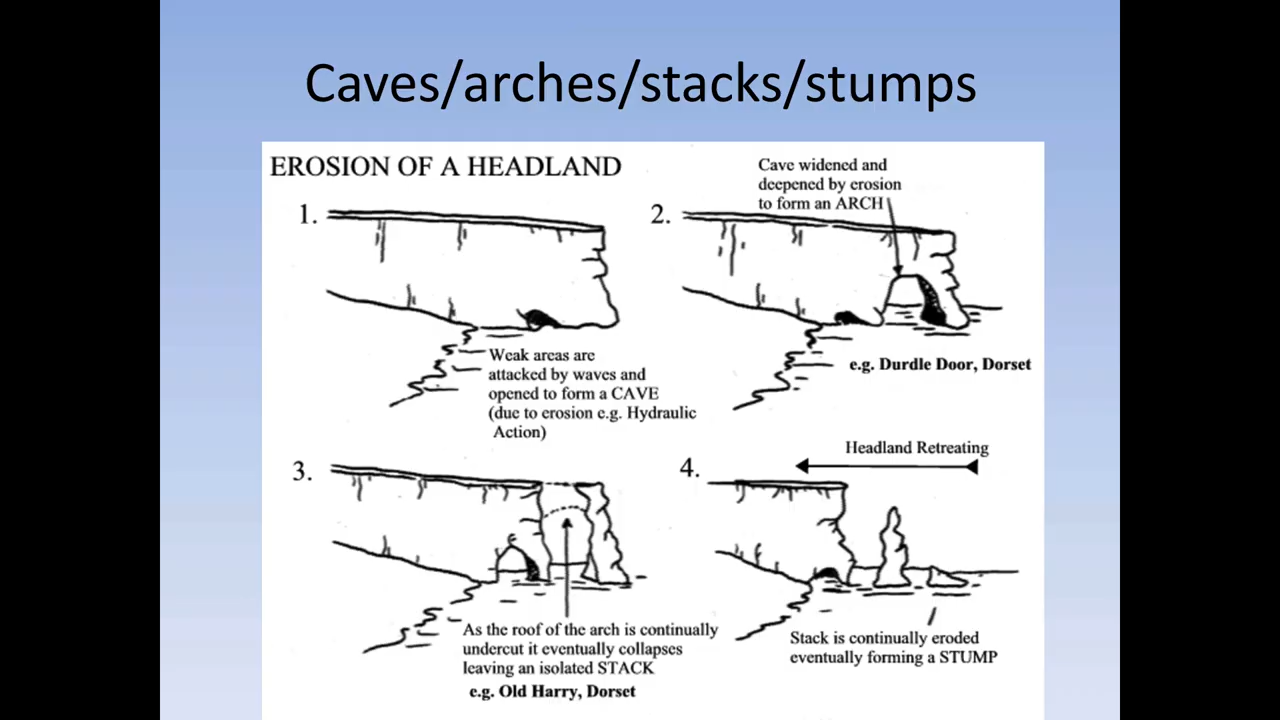 Caves/arches/stacks/stumps
EROSION OF A HEADLAND
1.
Weak areas are
attacked by waves and
opened to form a CAVE
(due to erosion e.g. Hydraulic
Action)
2.
Cave widened and
deepened by erosion
to form an ARCH
e.g. Durdle Door, Dorset
3.
As the roof of the arch is continually
undercut it eventually collapses
leaving an isolated STACK
e.g. Old Harry, Dorset
4.
Headland Retreating
Stack is continually eroded
eventually forming a STUMP